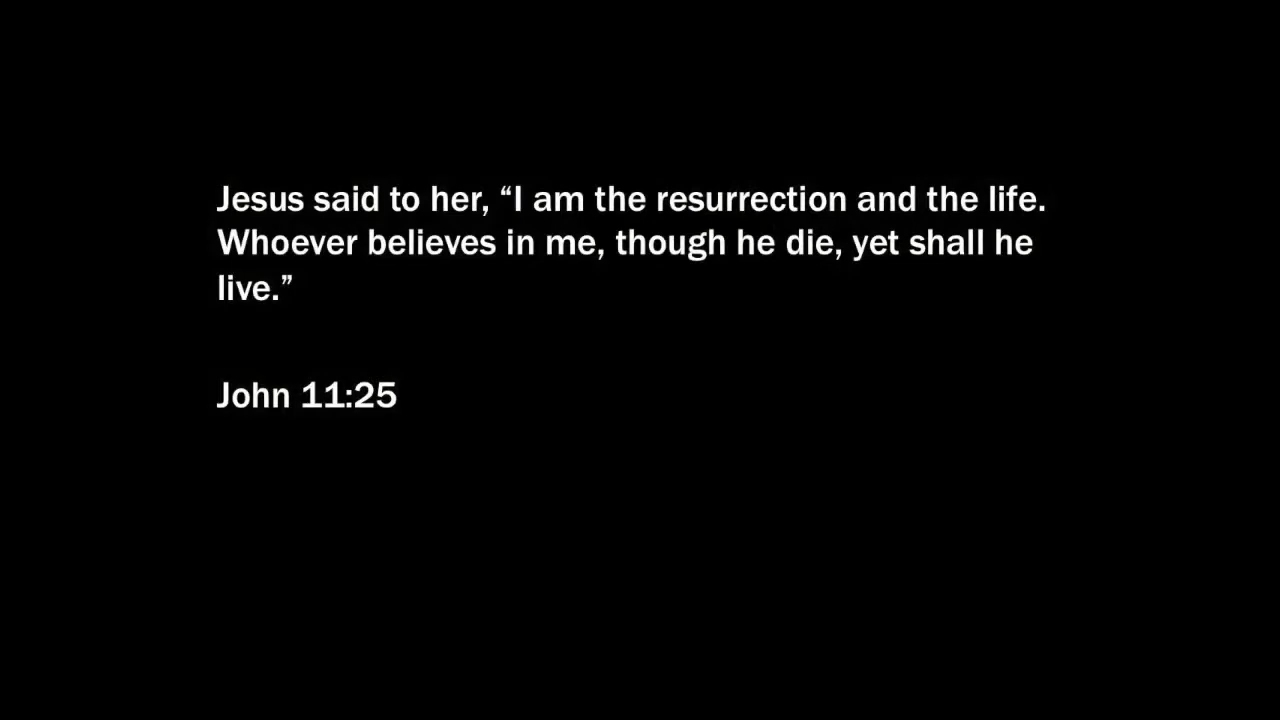 Jesus said to her, “I am the resurrection and the life.
Whoever believes in me, though he die, yet shall he
live.”
John 11:25